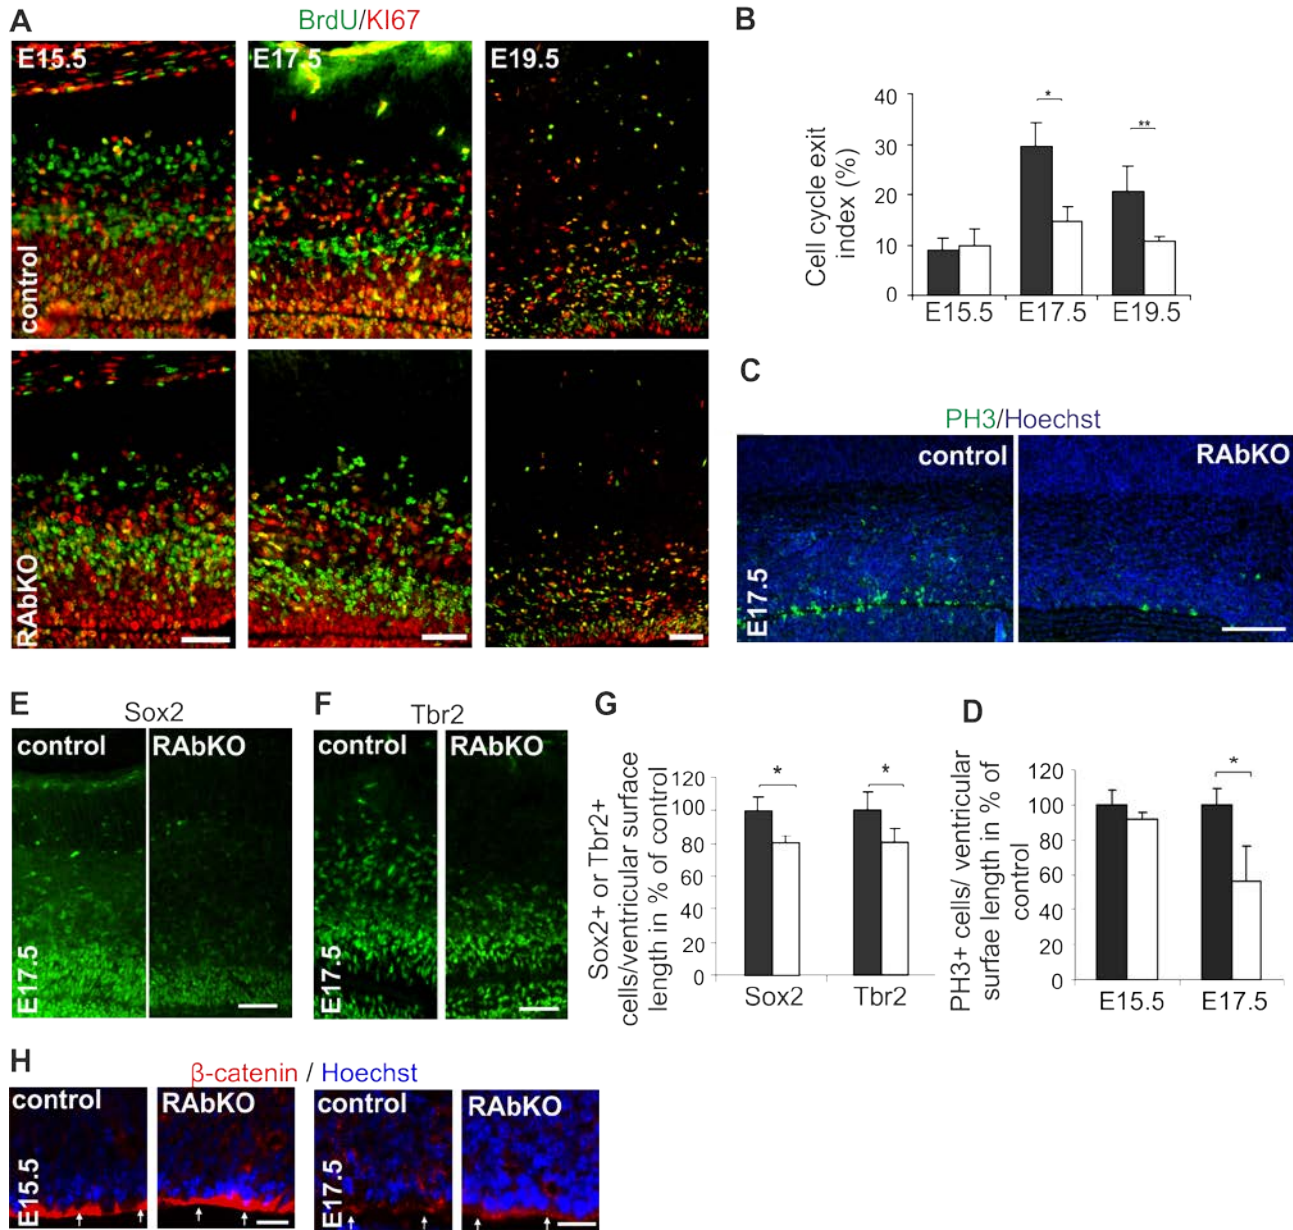 A
BrdU/KI67
E15.5
E17.5
E19.5
control
RAbKO
B
Cell cycle exit
index (%)
40
30
20
10
0
*
**
E15.5
E17.5
E19.5
C
PH3/Hoechst
control
RAbKO
E17.5
E
Sox2
control
RAbKO
E17.5
F
Tbr2
control
RAbKO
E17.5
G
Sox2+ or Tbr2+
cells/ventricular surface
length in % of control
120
100
80
60
40
20
0
*
*
Sox2
Tbr2
D
PH3+ cells/ ventricular
surfae length in % of
control
120
100
80
60
40
20
0
*
E15.5
E17.5
H
β-catenin / Hoechst
control
RAbKO
control
RAbKO
E15.5
E17.5